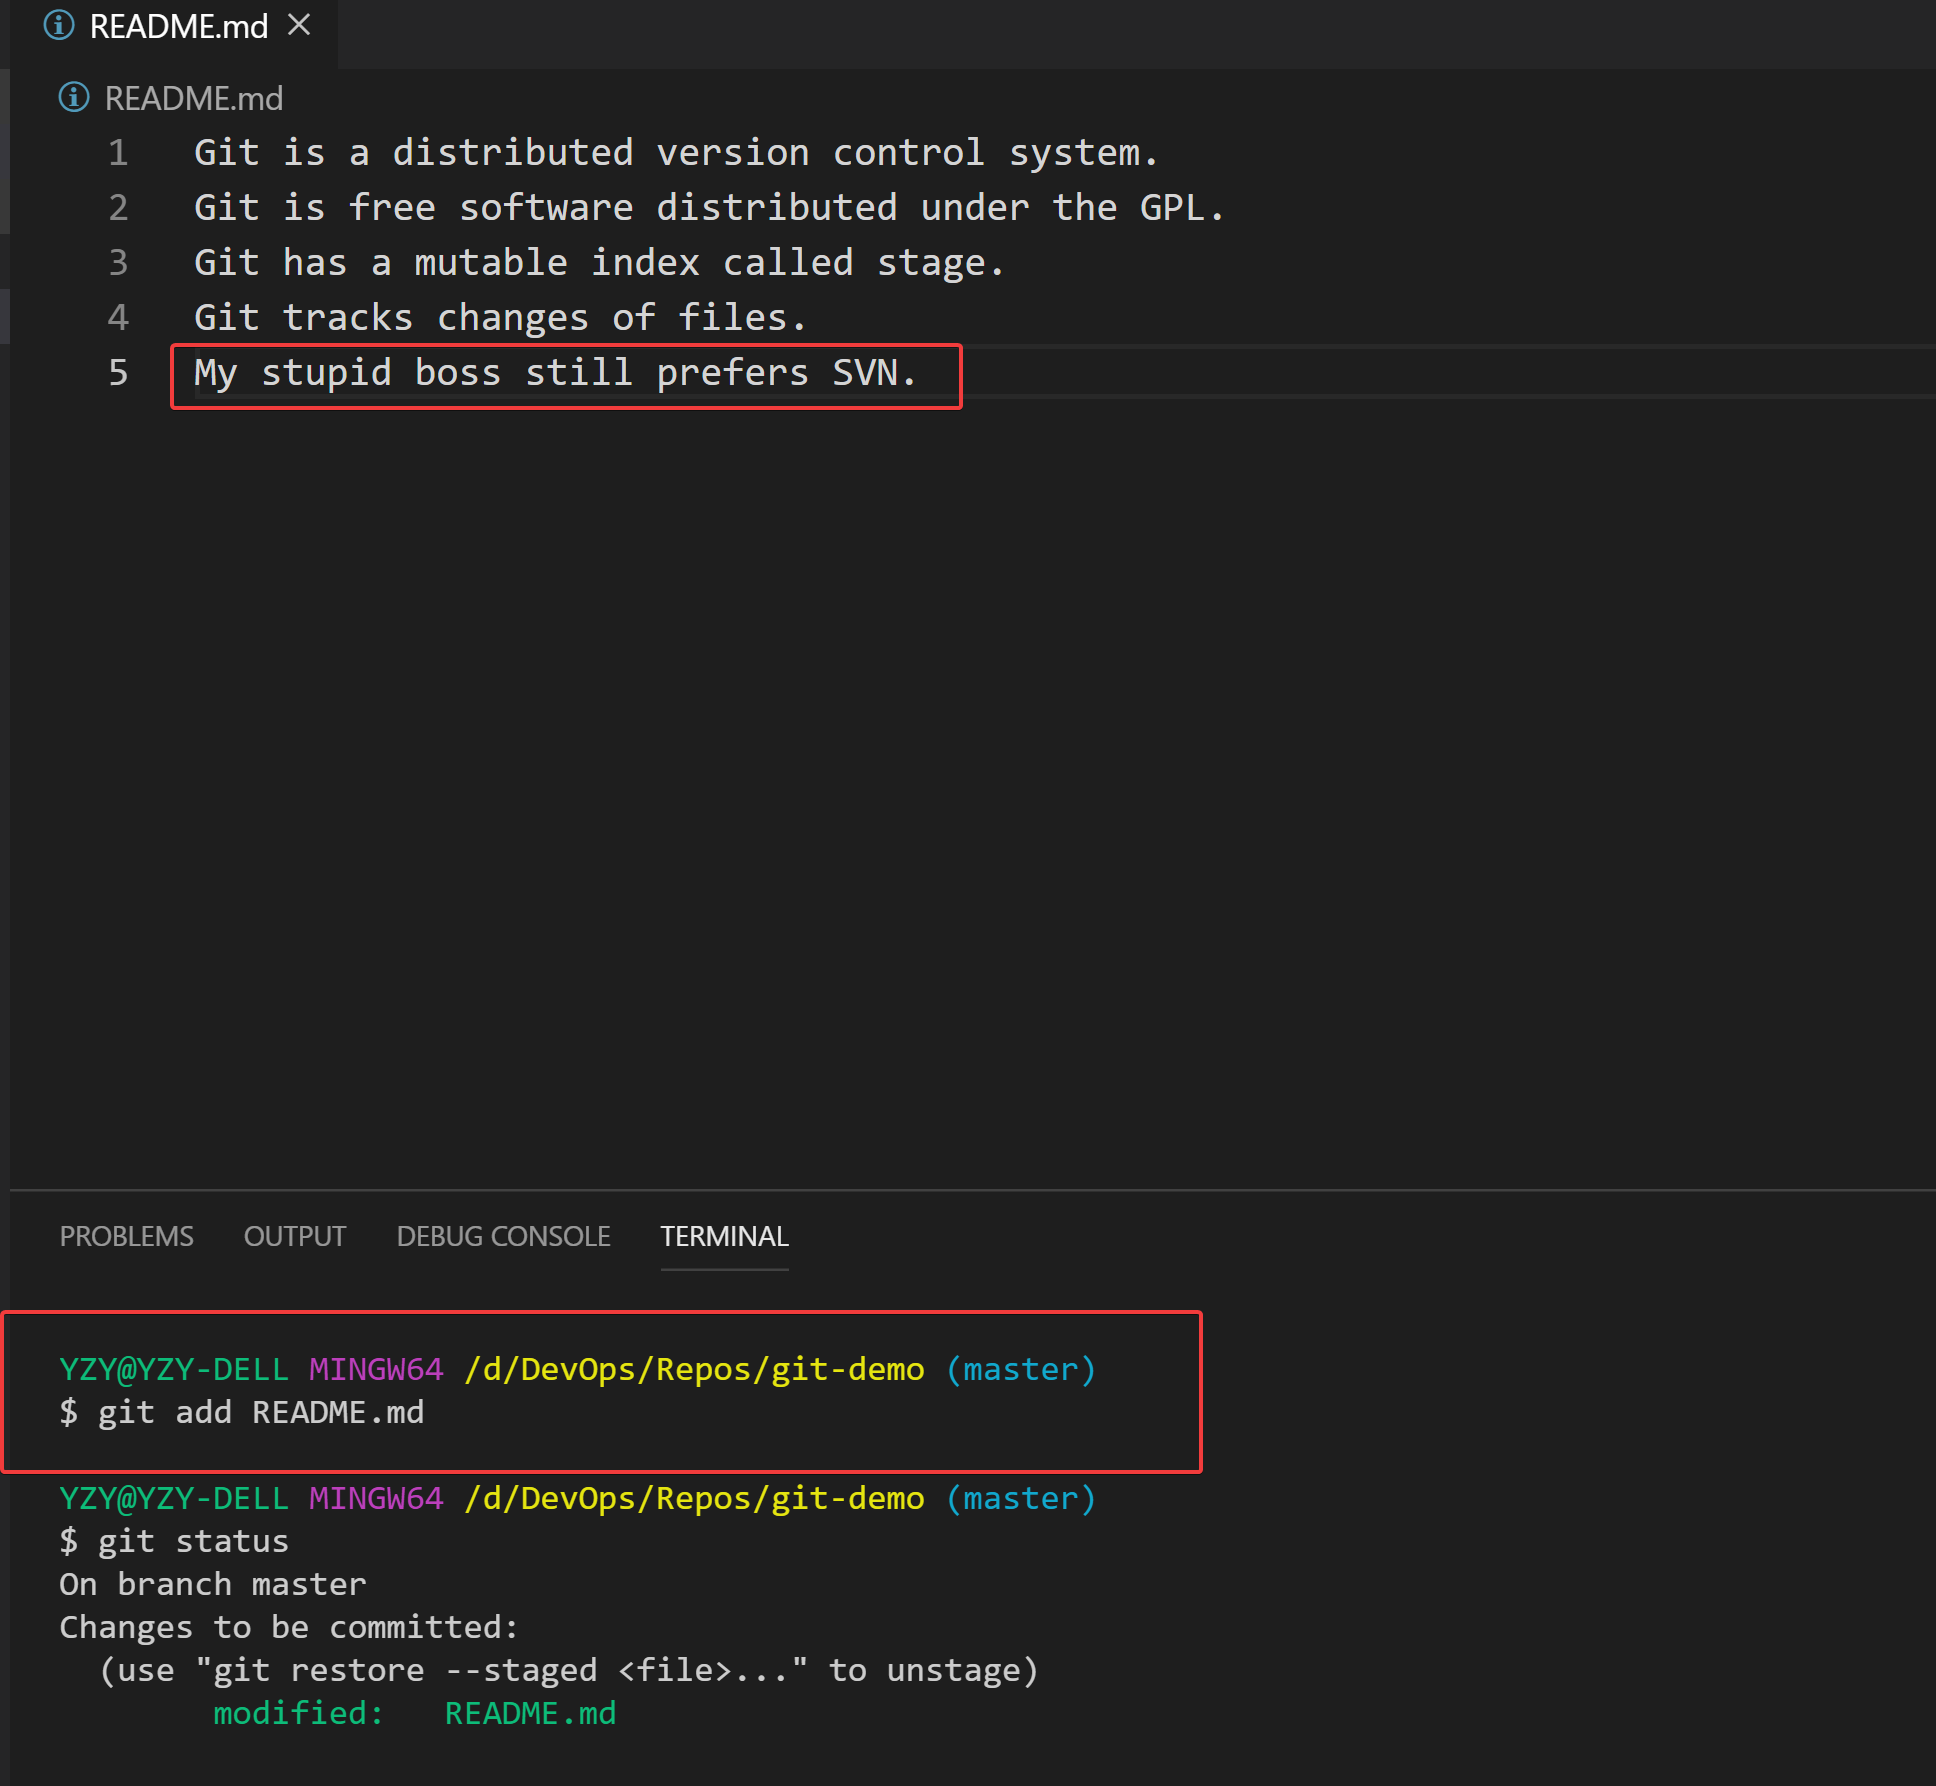 README.md
README.md
1 Git is a distributed version control system.
2 Git is free software distributed under the GPL.
3 Git has a mutable index called stage.
4 Git tracks changes of files.
5 My stupid boss still prefers SVN.
PROBLEMS OUTPUT DEBUG CONSOLE TERMINAL
YZY@YZY-DELL MINGW64 /d/DevOps/Repos/git-demo (master)
$ git add README.md
YZY@YZY-DELL MINGW64 /d/DevOps/Repos/git-demo (master)
$ git status
On branch master
Changes to be committed:
  (use "git restore --staged <file>..." to unstage)
        modified:   README.md